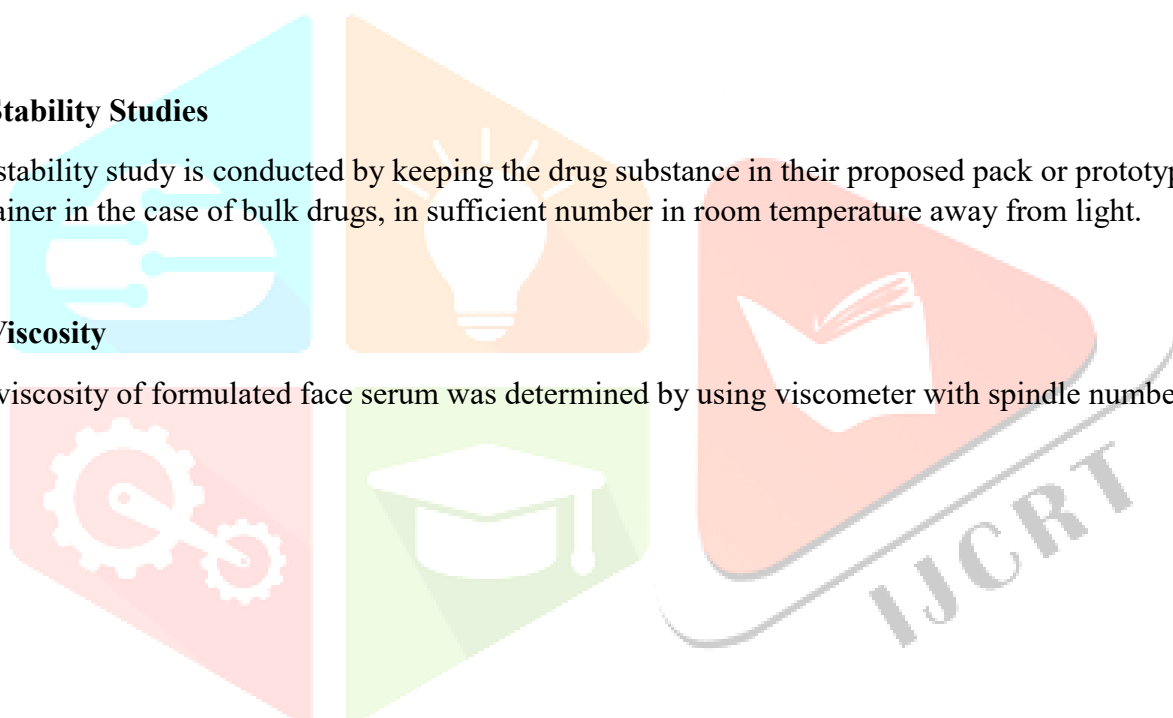 Stability Studies
stability study is conducted by keeping the drug substance in their proposed pack or prototyp
ainer in the case of bulk drugs, in sufficient number in room temperature away from light.
Viscosity
viscosity of formulated face serum was determined by using viscometer with spindle numbe
IJCRT